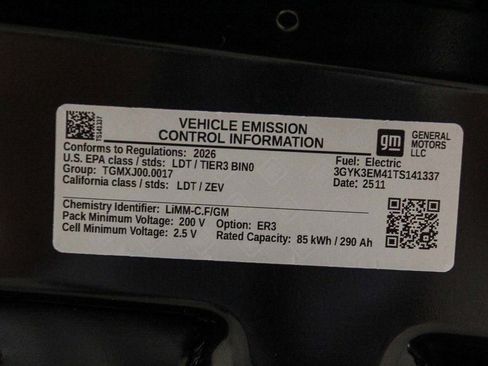 TS141337
VEHICLE EMISSION
CONTROL INFORMATION
gm
GENERAL
MOTORS
LLC
Conforms to Regulations: 2026
U.S. EPA class / stds: LDT / TIER3 BIN0
Group: TGMXJ00.0017
California class / stds: LDT / ZEV
Fuel: Electric
3GYK3EM41TS141337
Date: 2511
Chemistry Identifier: LiMM-C.F/GM
Pack Minimum Voltage: 200 V Option: ER3
Cell Minimum Voltage: 2.5 V Rated Capacity: 85 kWh / 290 Ah